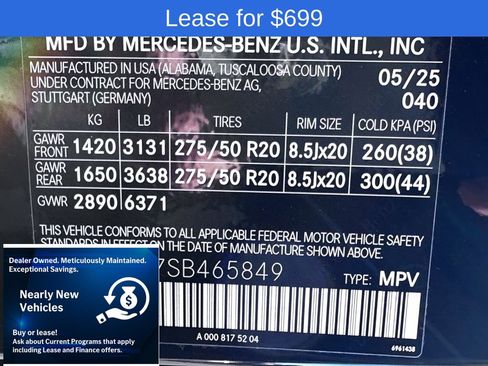 Lease for $699
MFD BY MERCEDES-BENZ U.S. INTL., INC
MANUFACTURED IN USA (ALABAMA, TUSCALOOSA COUNTY)
UNDER CONTRACT FOR MERCEDES-BENZ AG,
STUTTGART (GERMANY)
05/25
040
KG LB TIRES RIM SIZE COLD KPA (PSI)
GAWR FRONT 1420 3131 275/50 R20 8.5Jx20 260(38)
GAWR REAR 1650 3638 275/50 R20 8.5Jx20 300(44)
GVWR 2890 6371
THIS VEHICLE CONFORMS TO ALL APPLICABLE FEDERAL MOTOR VEHICLE SAFETY
STANDARDS IN EFFECT ON THE DATE OF MANUFACTURE SHOWN ABOVE.
7SB465849
TYPE: MPV
A 000 817 52 04
6961438
Dealer Owned. Meticulously Maintained.
Exceptional Savings.
Nearly New
Vehicles
Buy or lease!
Ask about Current Programs that apply
including Lease and Finance offers.